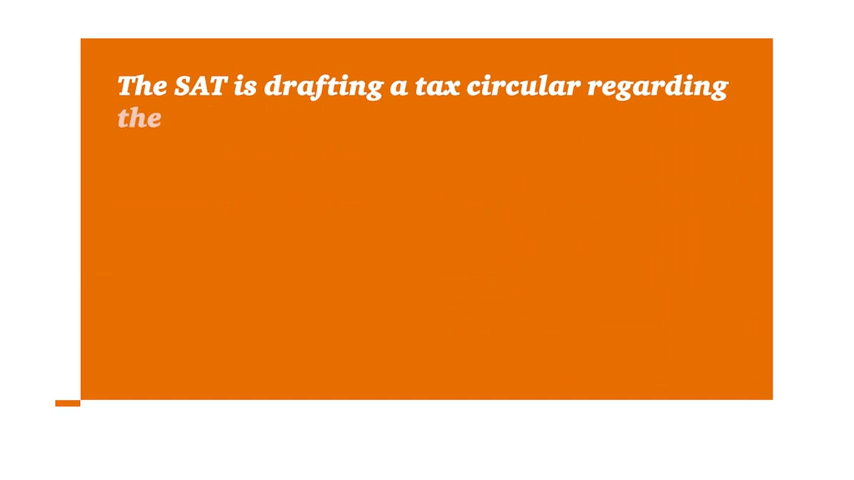 The SAT is drafting a tax circular regarding
the